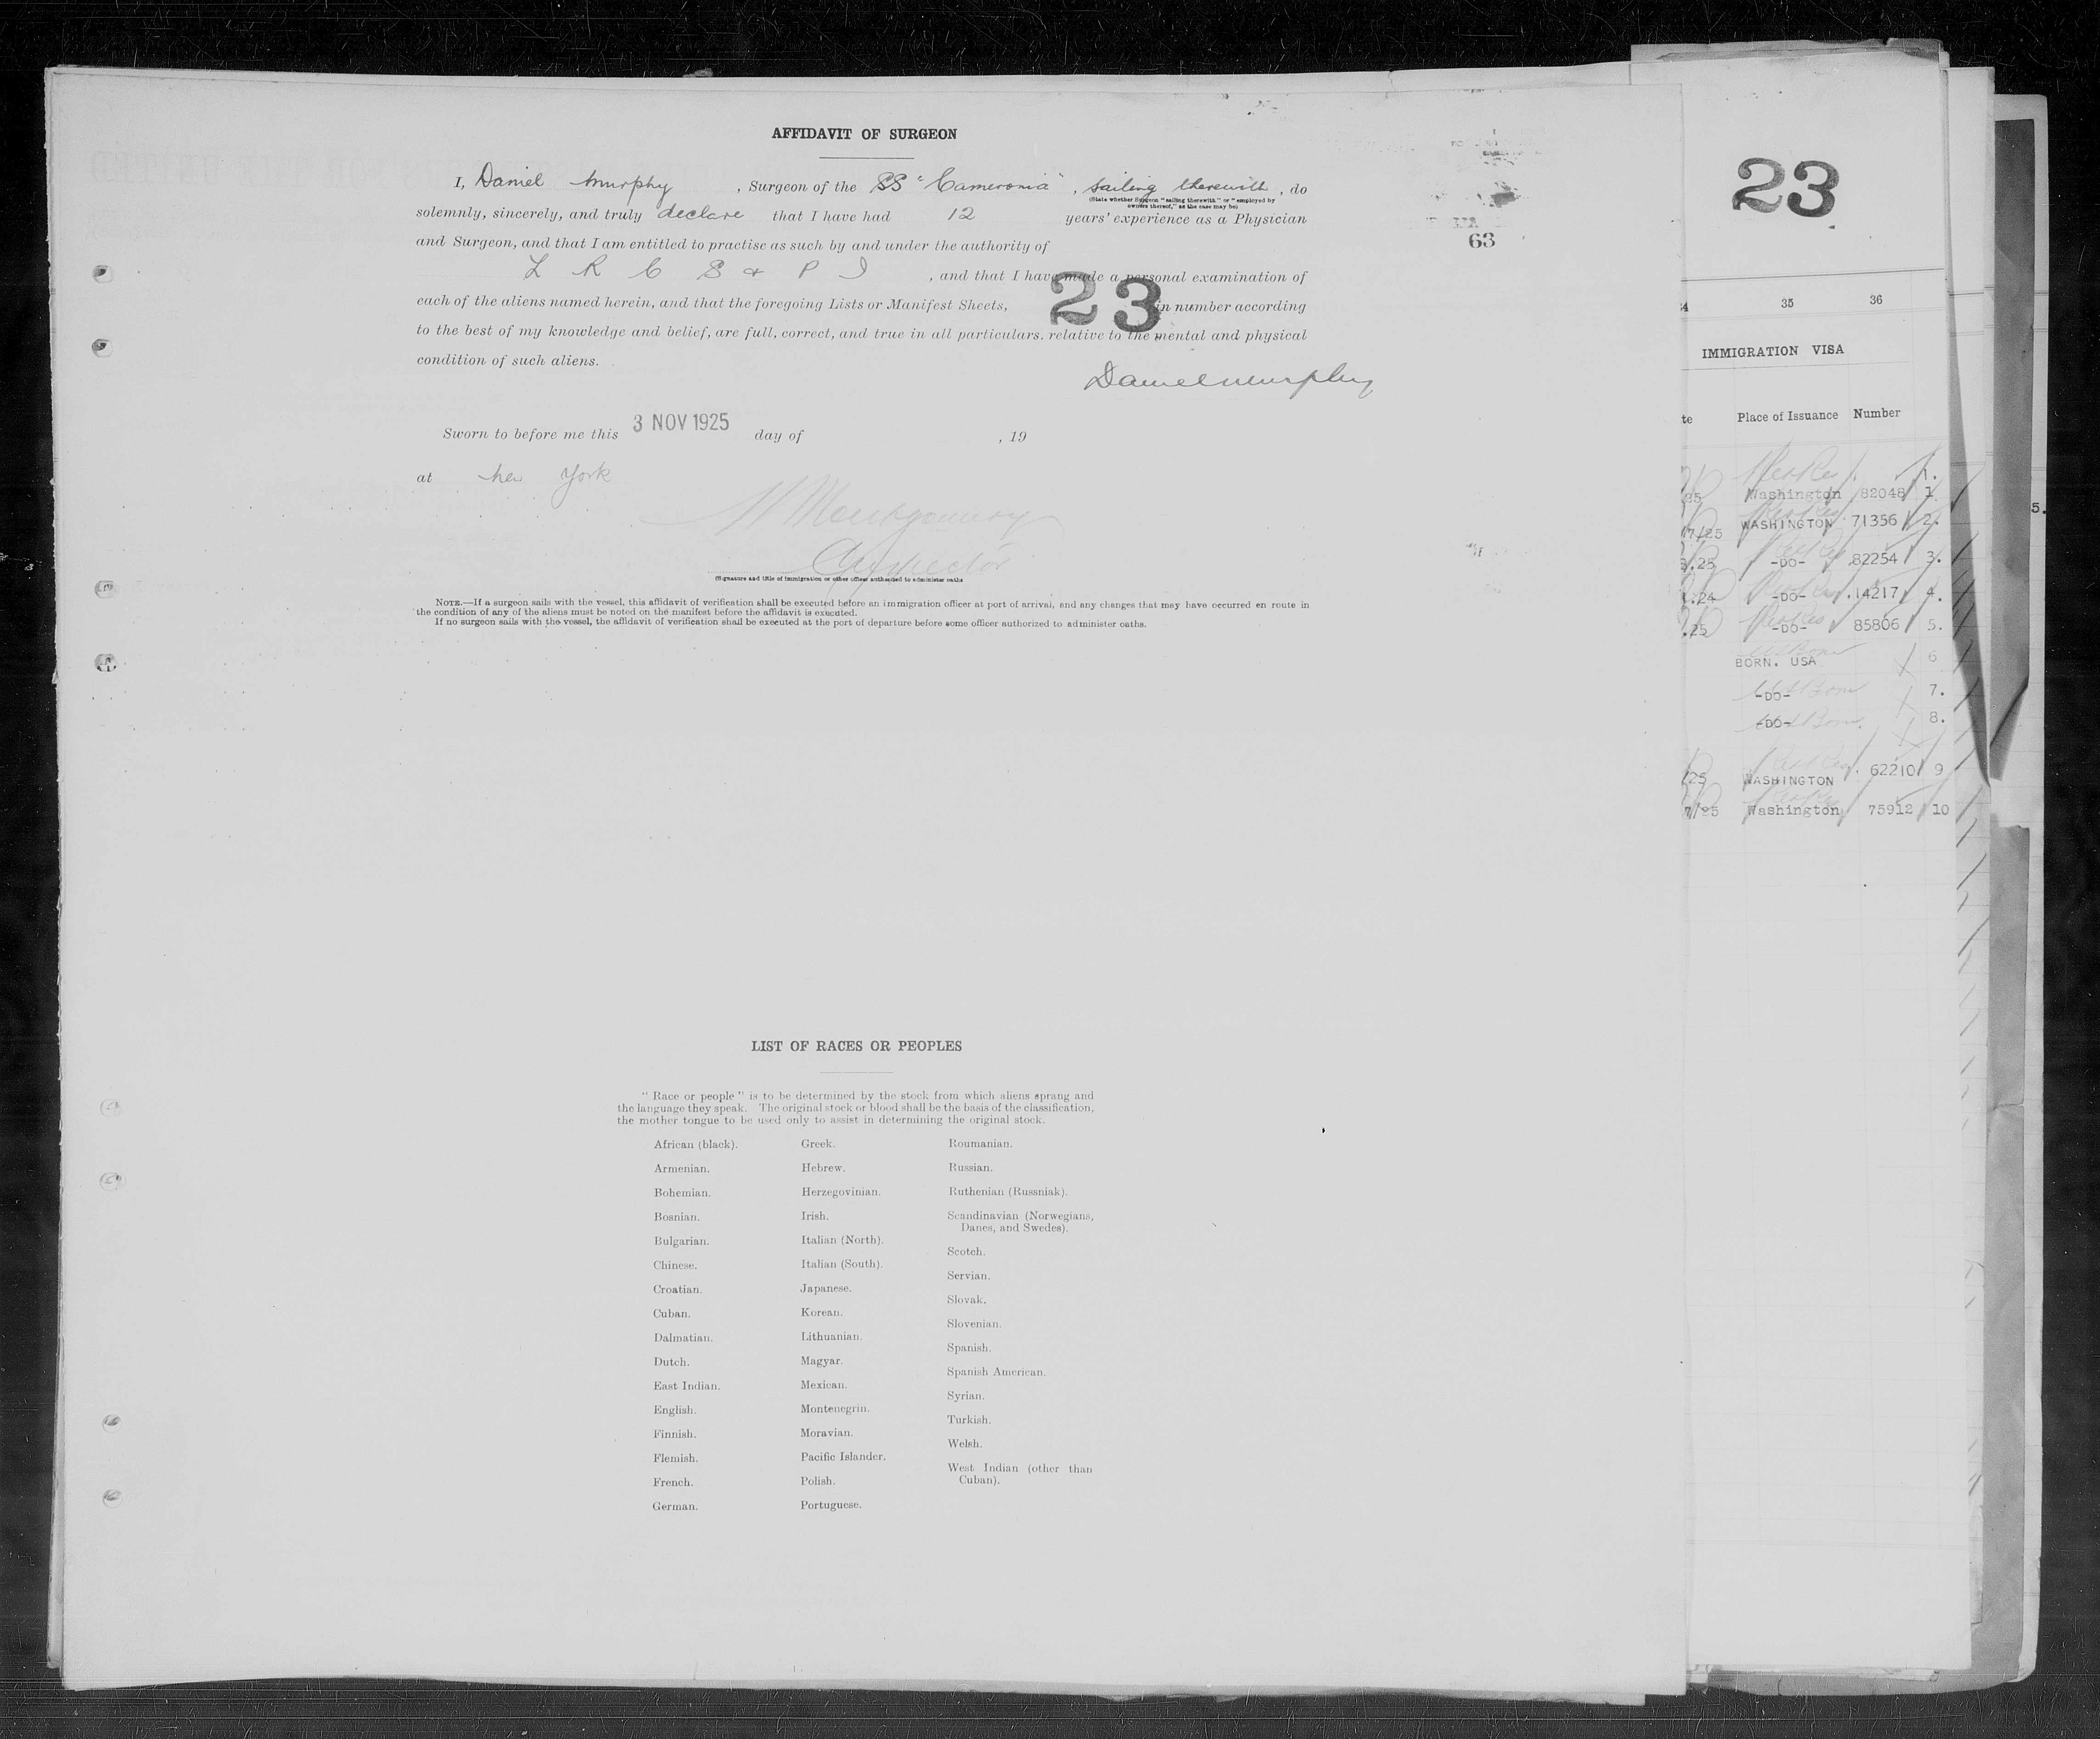 AFFIDAVIT OF SURGEON
I, Daniel Murphy, Surgeon of the SS "Cameronia", sailing therewith, do
(State whether Surgeon "sailing therewith" or "employed by
owners thereof," as the case may be)
solemnly, sincerely, and truly declare that I have had 12 years' experience as a Physician
and Surgeon, and that I am entitled to practise as such by and under the authority of
L R C S & P I, and that I have made a personal examination of
each of the aliens named herein, and that the foregoing Lists or Manifest Sheets, 23 in number according
to the best of my knowledge and belief, are full, correct, and true in all particulars. relative to the mental and physical
condition of such aliens.
Daniel Murphy
63
Sworn to before me this 3 NOV 1925 day of , 19
at New York
Montgomery
Inspector
(Signature and title of immigration or other officer authorized to administer oaths
NOTE.—If a surgeon sails with the vessel, this affidavit of verification shall be executed before an immigration officer at port of arrival, and any changes that may have occurred en route in
the condition of any of the aliens must be noted on the manifest before the affidavit is executed.
If no surgeon sails with the vessel, the affidavit of verification shall be executed at the port of departure before some officer authorized to administer oaths.
LIST OF RACES OR PEOPLES
"Race or people" is to be determined by the stock from which aliens sprang and
the language they speak. The original stock or blood shall be the basis of the classification,
the mother tongue to be used only to assist in determining the original stock.
African (black).
Armenian.
Bohemian.
Bosnian.
Bulgarian.
Chinese.
Croatian.
Cuban.
Dalmatian.
Dutch.
East Indian.
English.
Finnish.
Flemish.
French.
German.
Greek.
Hebrew.
Herzegovinian.
Irish.
Italian (North).
Italian (South).
Japanese.
Korean.
Lithuanian.
Magyar.
Mexican.
Montenegrin.
Moravian.
Pacific Islander.
Polish.
Portuguese.
Roumanian.
Russian.
Ruthenian (Russniak).
Scandinavian (Norwegians,
Danes, and Swedes).
Scotch.
Servian.
Slovak.
Slovenian.
Spanish.
Spanish American.
Syrian.
Turkish.
Welsh.
West Indian (other than
Cuban).
23
35 36
IMMIGRATION VISA
te Place of Issuance Number
1.
25 Washington 82048 1
7/25 WASHINGTON 71356 2.
.25 -DO- 82254 3.
.24 -DO- 14217 4.
.25 -DO- 85806 5.
US Born
BORN. USA 6
-DO- US Born 7.
-DO- US Born 8.
/25 WASHINGTON 62210 9
7/25 Washington 75912 10
5.